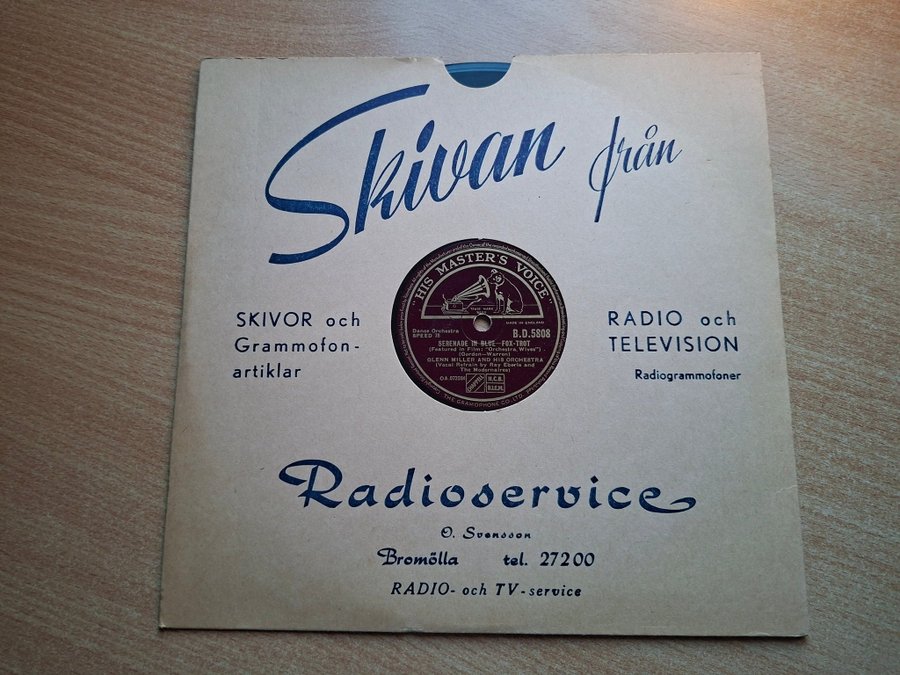 Skivan från
SKIVOR och
Grammofon-
artiklar
RADIO och
TELEVISION
Radiogrammofoner
"HIS MASTER'S VOICE"
MADE IN ENGLAND
Dance Orchestra
SPEED 78
B.D.5808
SERENADE IN BLUE—FOX-TROT
(Featured in Film: "Orchestra Wives")
(Gordon—Warren)
GLENN MILLER AND HIS ORCHESTRA
(Vocal Refrain by Ray Eberle and
The Modernaires)
THE GRAMOPHONE CO. LTD.
Radioservice
O. Svensson
Bromölla tel. 27200
RADIO- och TV-service